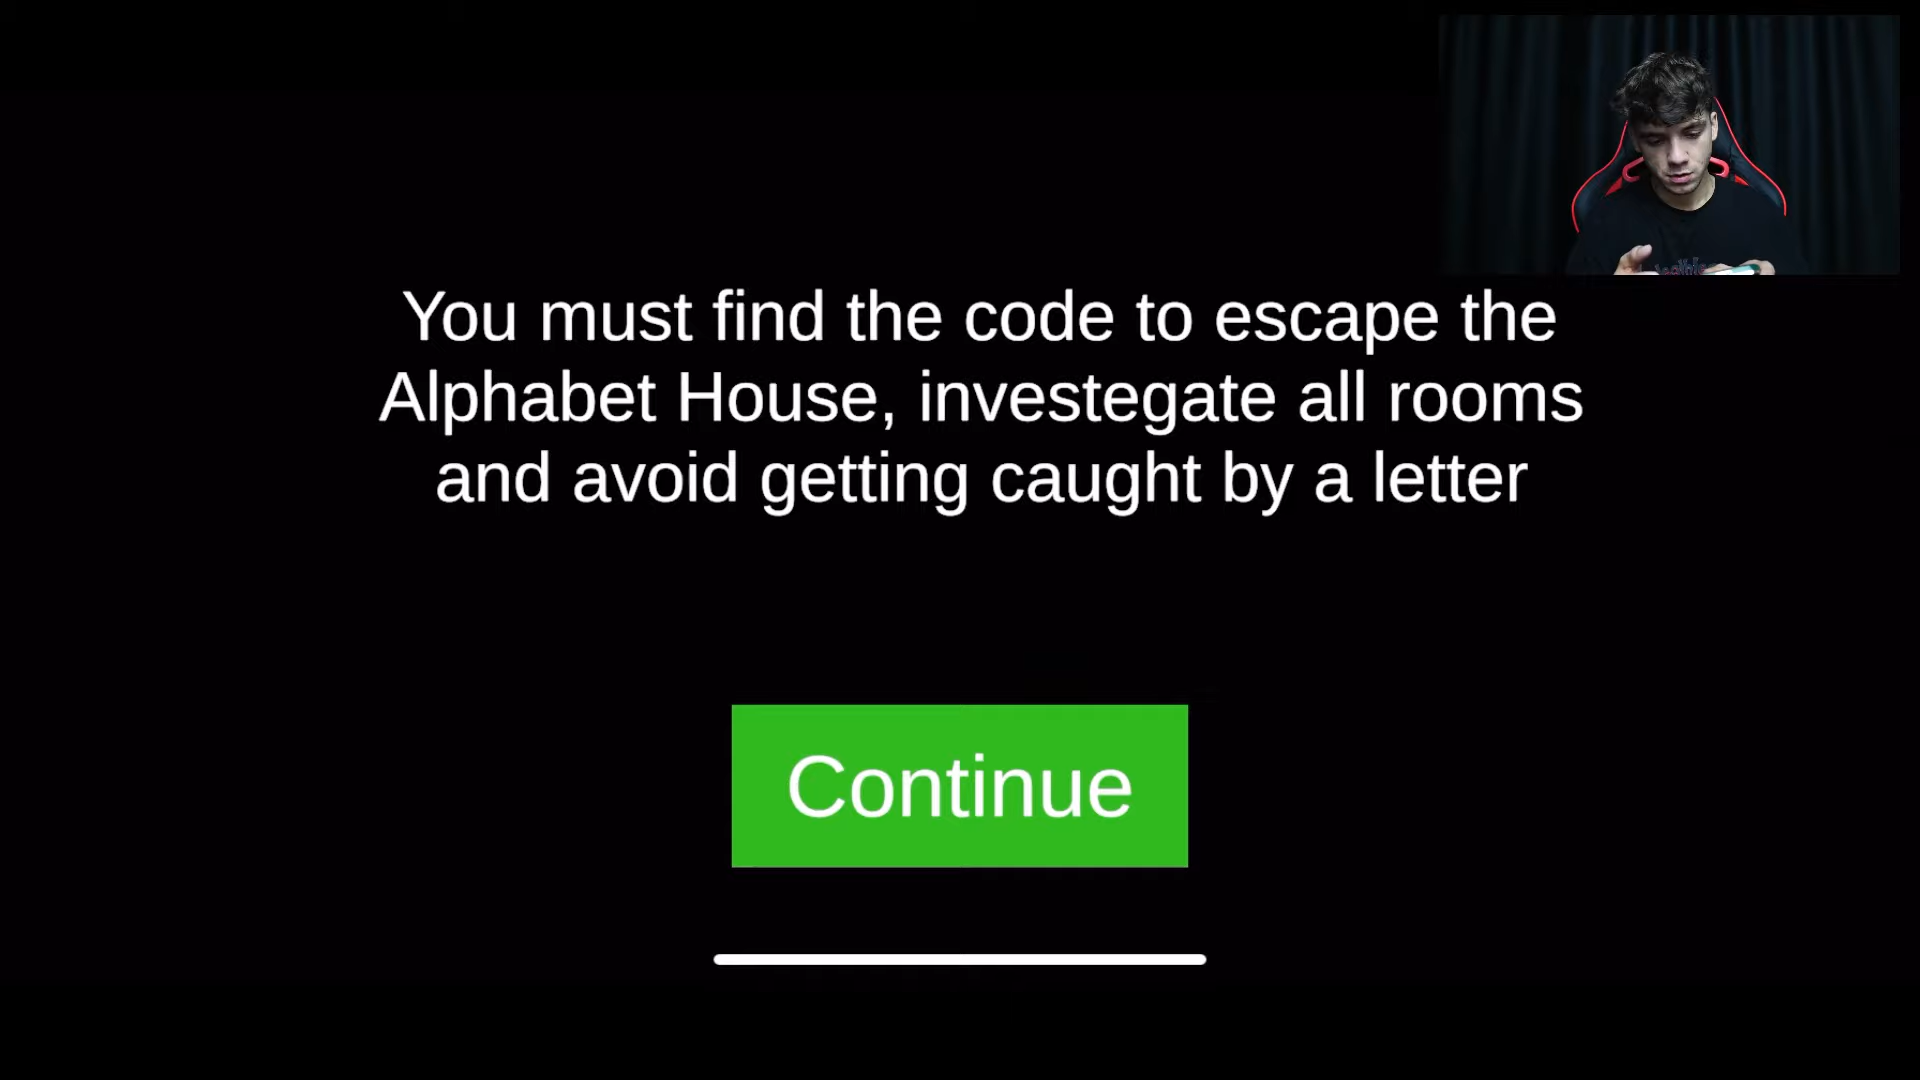 You must find the code to escape the
Alphabet House, investegate all rooms
and avoid getting caught by a letter
Continue